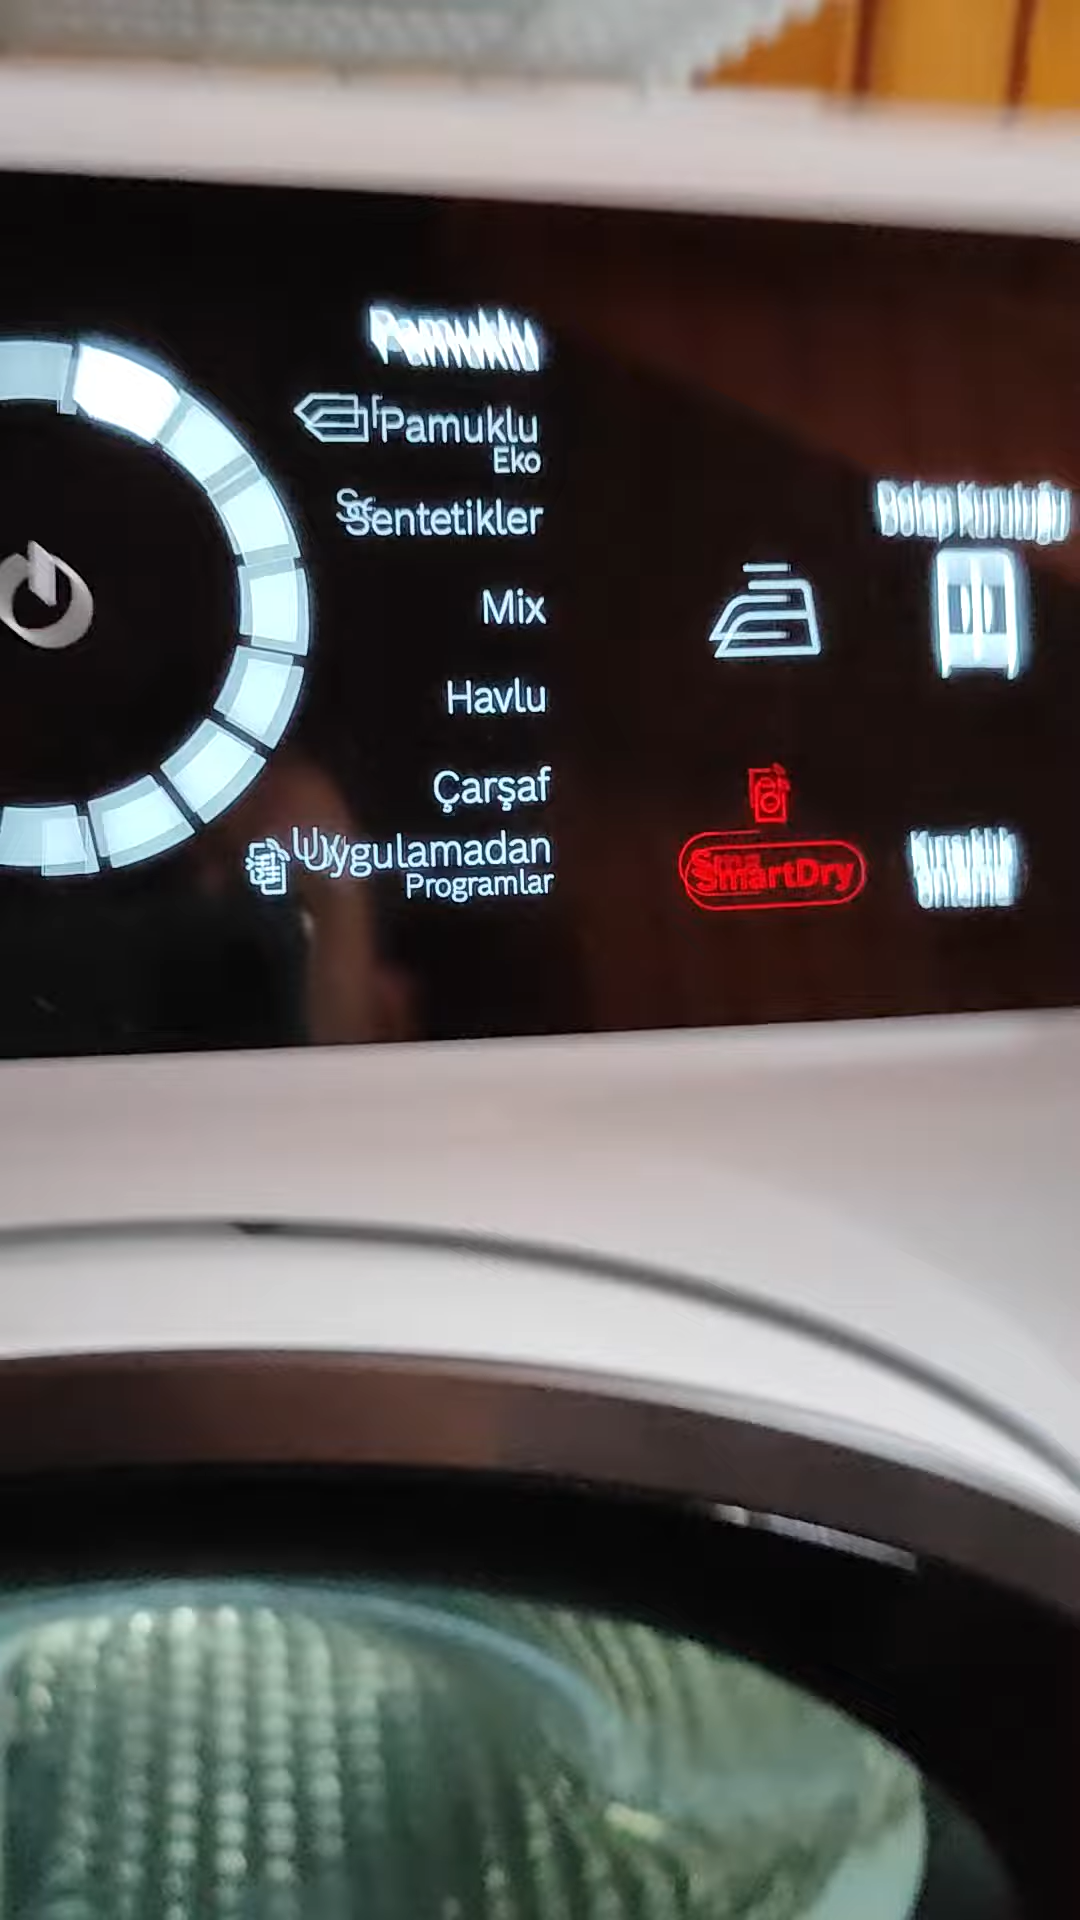 Pamuklu
Pamuklu
Eko
Sentetikler
Mix
Havlu
Çarşaf
Uygulamadan
Programlar
Dolap Kuruluğu
SmartDry